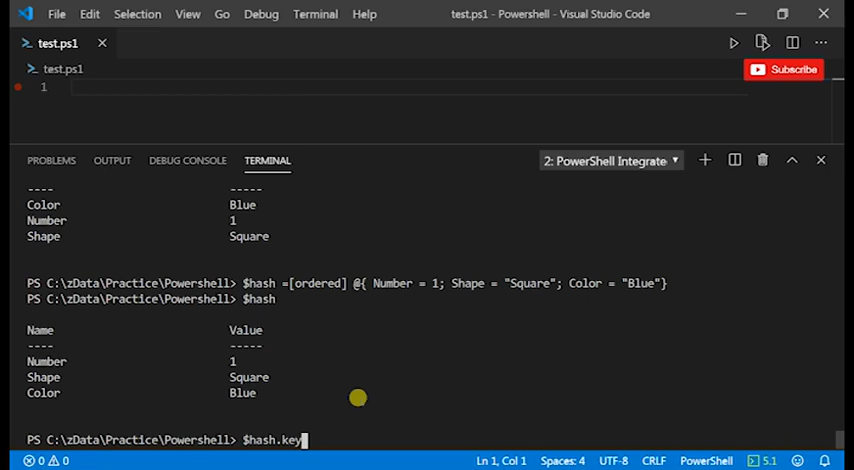 File Edit Selection View Go Debug Terminal Help test.ps1 - Powershell - Visual Studio Code
test.ps1
test.ps1
Subscribe
1
PROBLEMS OUTPUT DEBUG CONSOLE TERMINAL 2: PowerShell Integrate
---- -----
Color Blue
Number 1
Shape Square
PS C:\zData\Practice\Powershell> $hash =[ordered] @{ Number = 1; Shape = "Square"; Color = "Blue"}
PS C:\zData\Practice\Powershell> $hash
Name Value
---- -----
Number 1
Shape Square
Color Blue
PS C:\zData\Practice\Powershell> $hash.key
0 0 Ln 1, Col 1 Spaces: 4 UTF-8 CRLF PowerShell 5.1